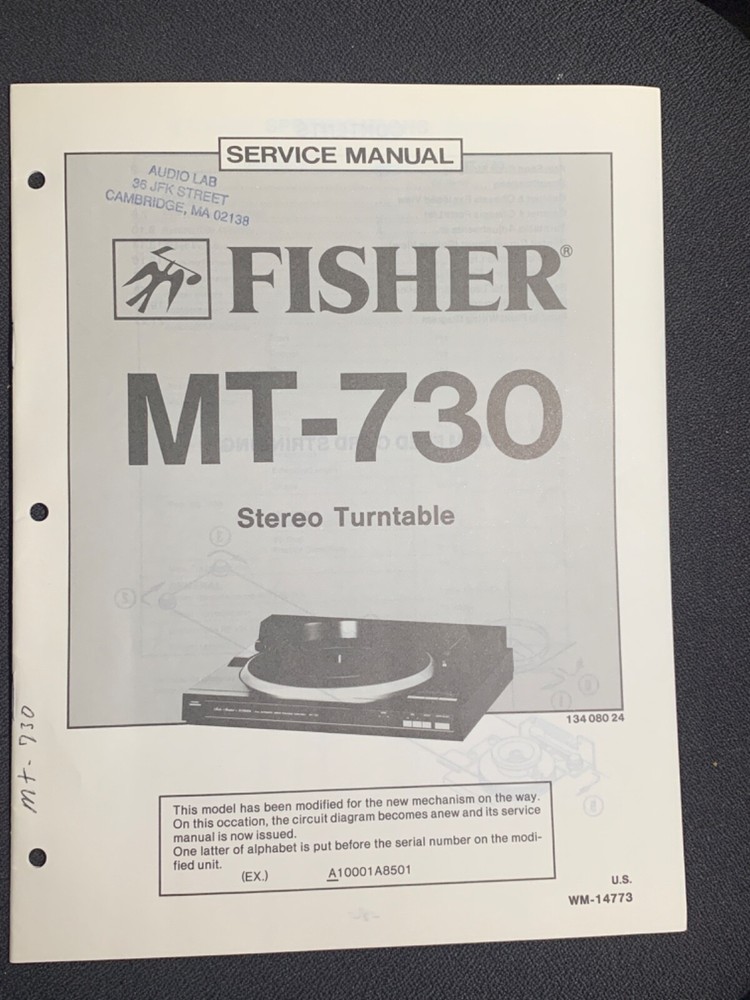 SERVICE MANUAL
AUDIO LAB
36 JFK STREET
CAMBRIDGE, MA 02138
FISHER®
MT-730
Stereo Turntable
134 080 24
mt-730
This model has been modified for the new mechanism on the way.
On this occation, the circuit diagram becomes anew and its service
manual is now issued.
One latter of alphabet is put before the serial number on the modi-
fied unit.
(EX.) A10001A8501
U.S.
WM-14773